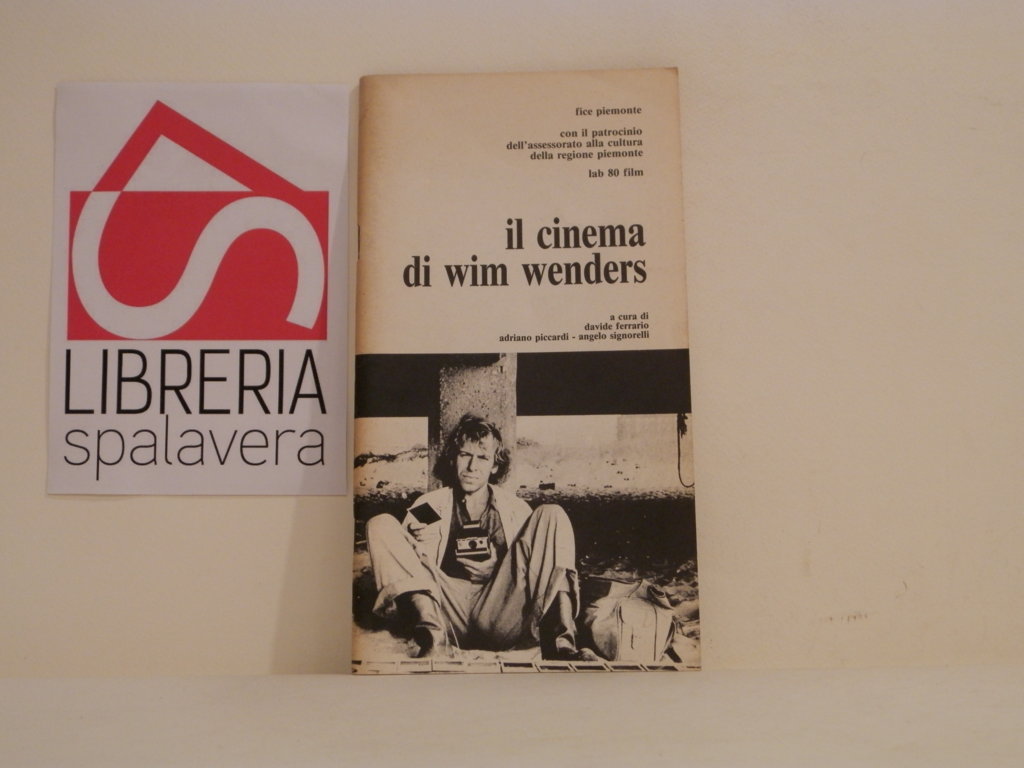 LIBRERIA
spalavera
fice piemonte
con il patrocinio
dell'assessorato alla cultura
della regione piemonte
lab 80 film
il cinema
di wim wenders
a cura di
davide ferrario
adriano piccardi - angelo signorelli